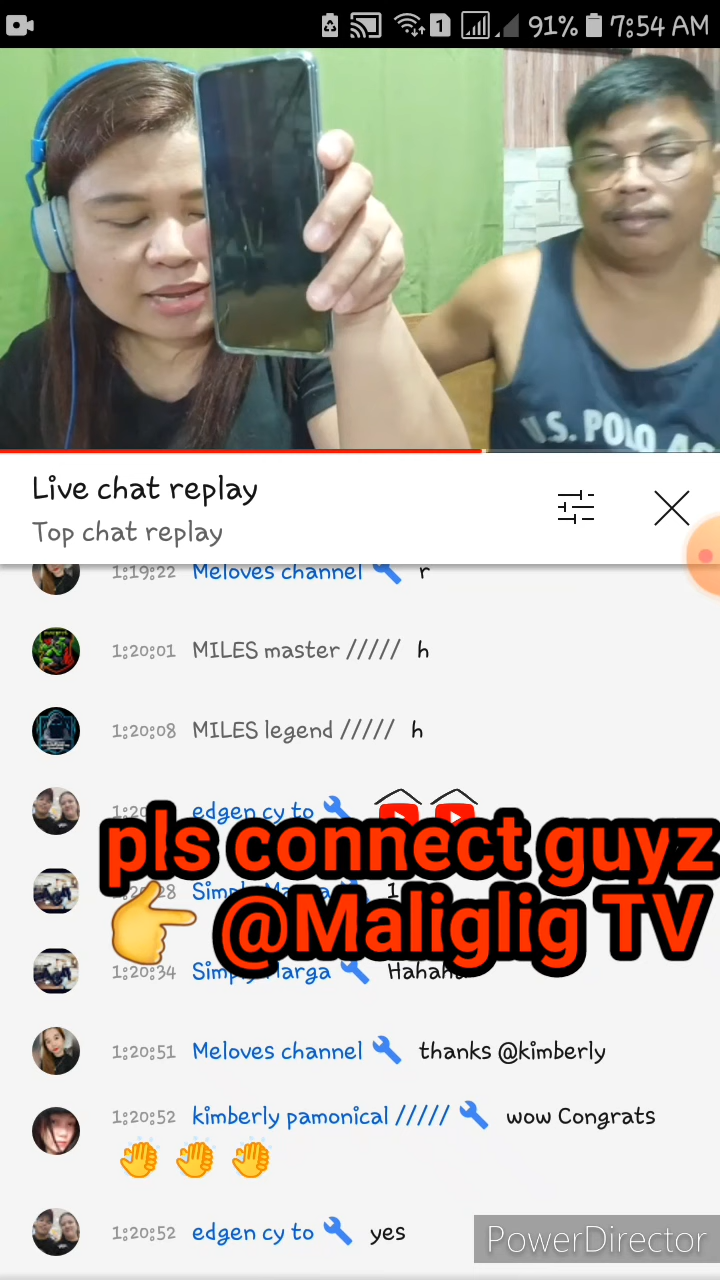 1 91% 7:54 AM
U.S. POLO
Live chat replay
Top chat replay
1:19:22 Meloves channel r
1:20:01 MILES master ///// h
1:20:08 MILES legend ///// h
edgen cy to
pls connect guyz
@Maliglig TV
1:20:34 Simply Marga Hahaha
1:20:51 Meloves channel thanks @kimberly
1:20:52 kimberly pamonical ///// wow Congrats
1:20:52 edgen cy to yes
PowerDirector